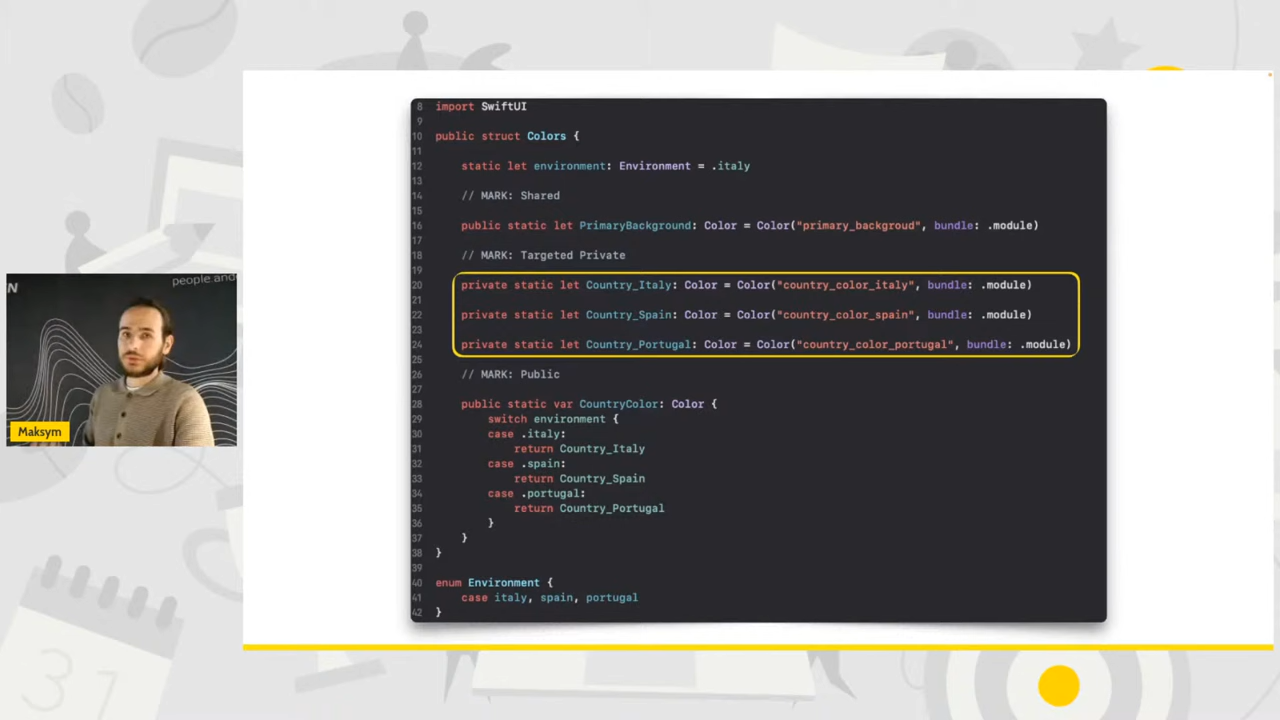 8 import SwiftUI
9
10 public struct Colors {
11
12 static let environment: Environment = .italy
13
14 // MARK: Shared
15
16 public static let PrimaryBackground: Color = Color("primary_backgroud", bundle: .module)
17
18 // MARK: Targeted Private
19
20 private static let Country_Italy: Color = Color("country_color_italy", bundle: .module)
21
22 private static let Country_Spain: Color = Color("country_color_spain", bundle: .module)
23
24 private static let Country_Portugal: Color = Color("country_color_portugal", bundle: .module)
25
26 // MARK: Public
27
28 public static var CountryColor: Color {
29 switch environment {
30 case .italy:
31 return Country_Italy
32 case .spain:
33 return Country_Spain
34 case .portugal:
35 return Country_Portugal
36 }
37 }
38 }
39
40 enum Environment {
41 case italy, spain, portugal
42 }
N
people and
Maksym
31